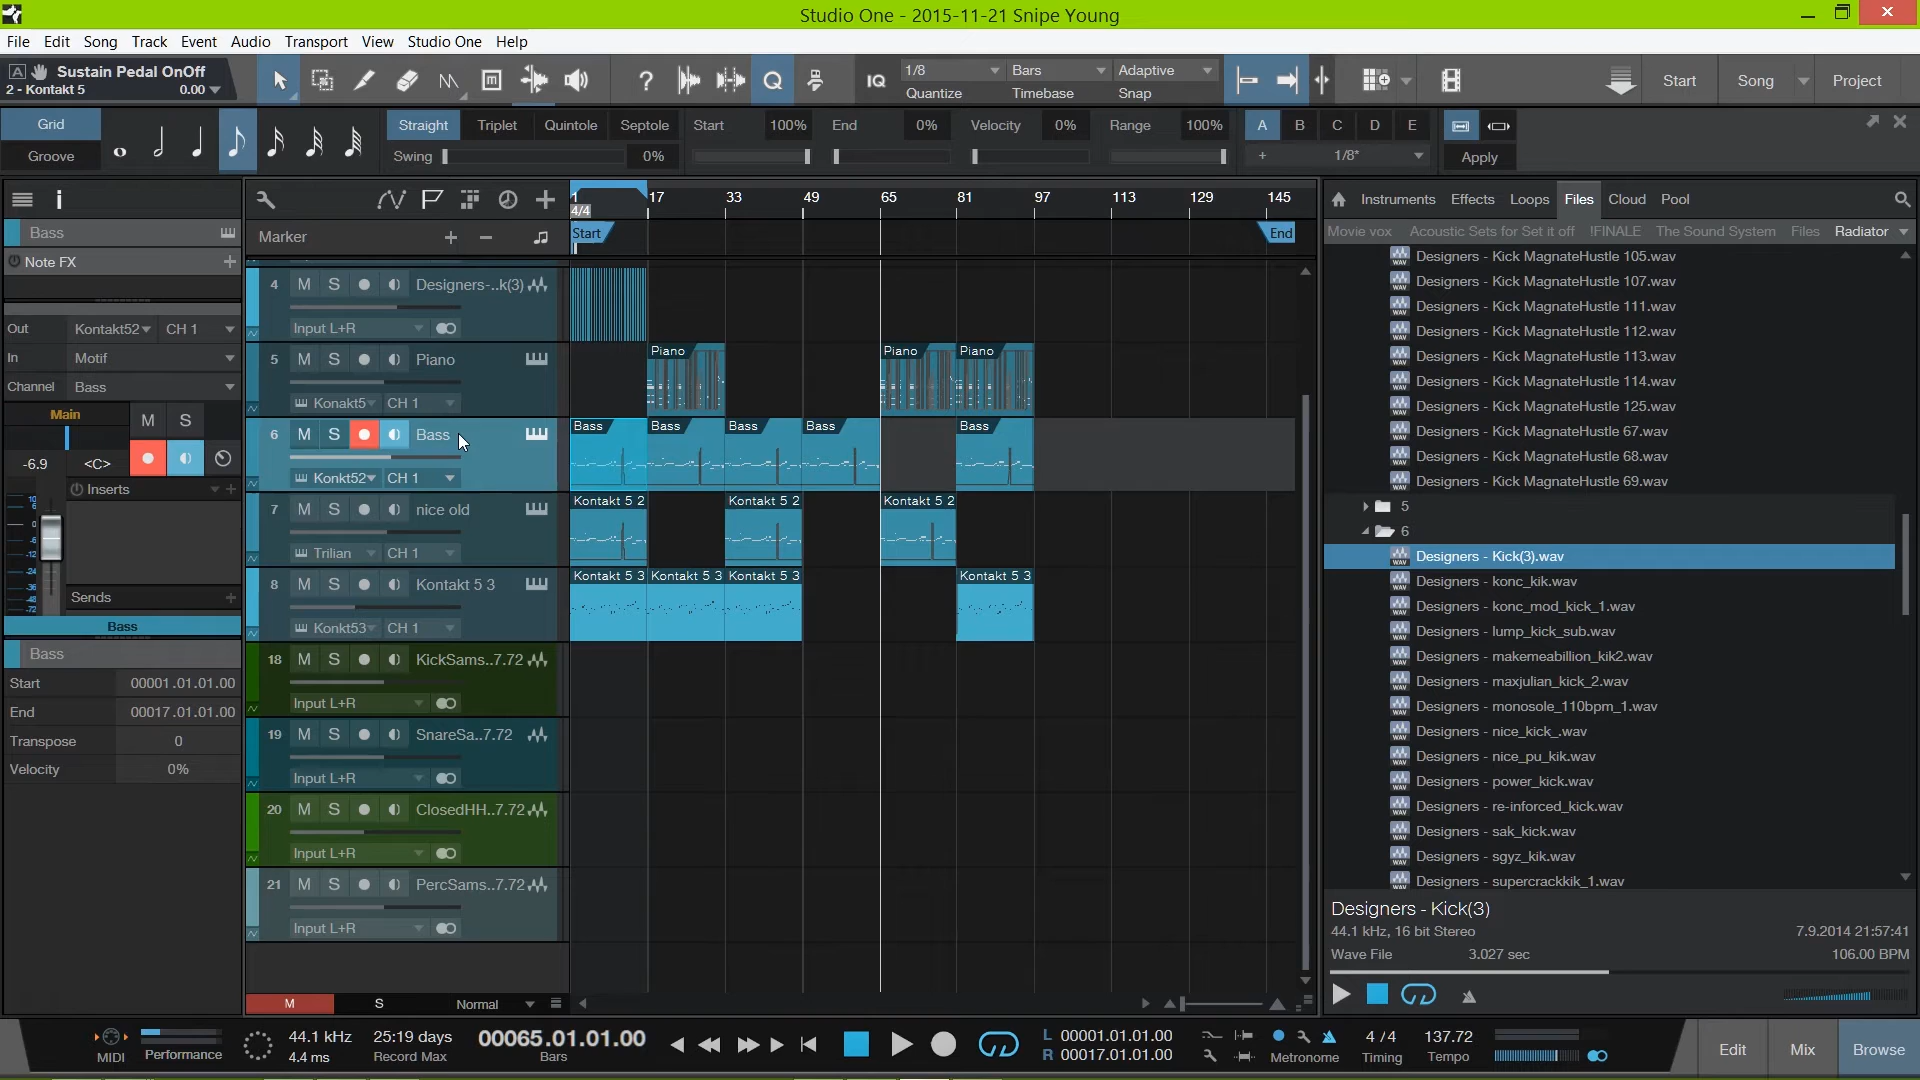 Studio One - 2015-11-21 Snipe Young
File Edit Song Track Event Audio Transport View Studio One Help
A Sustain Pedal OnOff
2 - Kontakt 5 0.00
? Q IQ 1/8 Bars Adaptive
Quantize Timebase Snap
Start Song Project
Grid Straight Triplet Quintole Septole Start 100% End 0% Velocity 0% Range 100% A B C D E
Groove Swing 0% + 1/8* Apply
i 1 17 33 49 65 81 97 113 129 145
4/4
Instruments Effects Loops Files Cloud Pool
Bass Marker Start End
Movie vox Acoustic Sets for Set it off !FINALE The Sound System Files Radiator
Note FX
Out Kontakt52 CH 1
In Motif
Channel Bass
Main M S
-6.9 <C>
Inserts
10
6
0
-6
-12
-24
-36
-48
-72
Sends
Bass
Bass
Start 00001.01.01.00
End 00017.01.01.00
Transpose 0
Velocity 0%
4 M S Designers-..k(3)
Input L+R
5 M S Piano
Konakt5 CH 1
Piano Piano Piano
6 M S Bass
Konkt52 CH 1
Bass Bass Bass Bass Bass
7 M S nice old
Trilian CH 1
Kontakt 5 2 Kontakt 5 2 Kontakt 5 2
8 M S Kontakt 5 3
Konkt53 CH 1
Kontakt 5 3 Kontakt 5 3 Kontakt 5 3 Kontakt 5 3
18 M S KickSams..7.72
Input L+R
19 M S SnareSa..7.72
Input L+R
20 M S ClosedHH..7.72
Input L+R
21 M S PercSams..7.72
Input L+R
M S Normal
Designers - Kick MagnateHustle 105.wav
Designers - Kick MagnateHustle 107.wav
Designers - Kick MagnateHustle 111.wav
Designers - Kick MagnateHustle 112.wav
Designers - Kick MagnateHustle 113.wav
Designers - Kick MagnateHustle 114.wav
Designers - Kick MagnateHustle 125.wav
Designers - Kick MagnateHustle 67.wav
Designers - Kick MagnateHustle 68.wav
Designers - Kick MagnateHustle 69.wav
5
6
Designers - Kick(3).wav
Designers - konc_kik.wav
Designers - konc_mod_kick_1.wav
Designers - lump_kick_sub.wav
Designers - makemeabillion_kik2.wav
Designers - maxjulian_kick_2.wav
Designers - monosole_110bpm_1.wav
Designers - nice_kick_.wav
Designers - nice_pu_kik.wav
Designers - power_kick.wav
Designers - re-inforced_kick.wav
Designers - sak_kick.wav
Designers - sgyz_kik.wav
Designers - supercrackkik_1.wav
Designers - Kick(3)
44.1 kHz, 16 bit Stereo 7.9.2014 21:57:41
Wave File 3.027 sec 106.00 BPM
MIDI Performance
44.1 kHz
4.4 ms
25:19 days
Record Max
00065.01.01.00
Bars
L 00001.01.01.00
R 00017.01.01.00
Metronome
4 / 4
Timing
137.72
Tempo
Edit Mix Browse